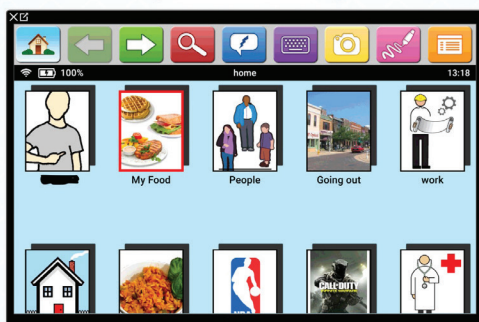 100%
home
13:18
My Food
People
Going out
work
NBA
CALL·DUTY